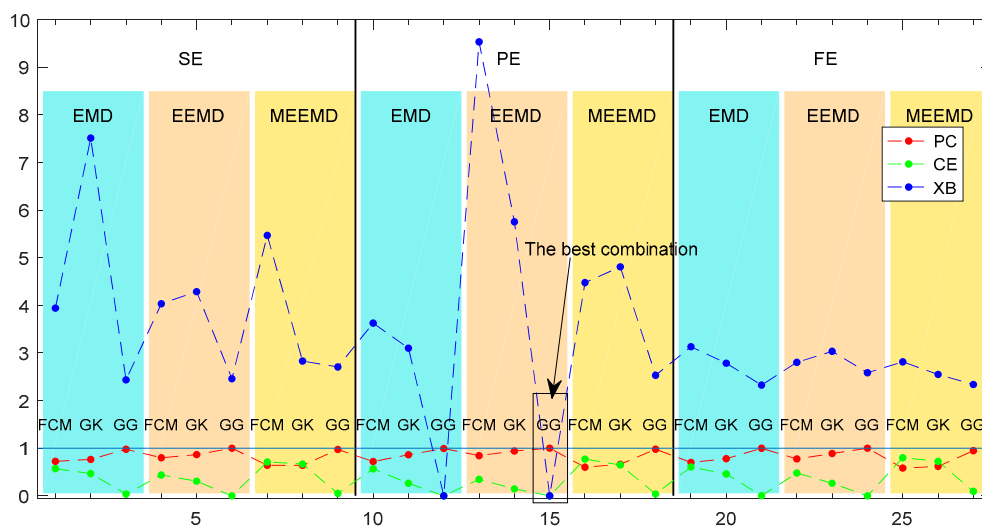 10
SE PE FE
9
EMD EEMD MEEMD EMD EEMD MEEMD EMD EEMD MEEMD
8
PC
7
CE
XB
6
The best combination
5
4
3
2
FCM GK GG FCM GK GG FCM GK GG FCM GK GG FCM GK GG FCM GK GG FCM GK GG FCM GK GG FCM GK GG
1
0
5 10 15 20 25